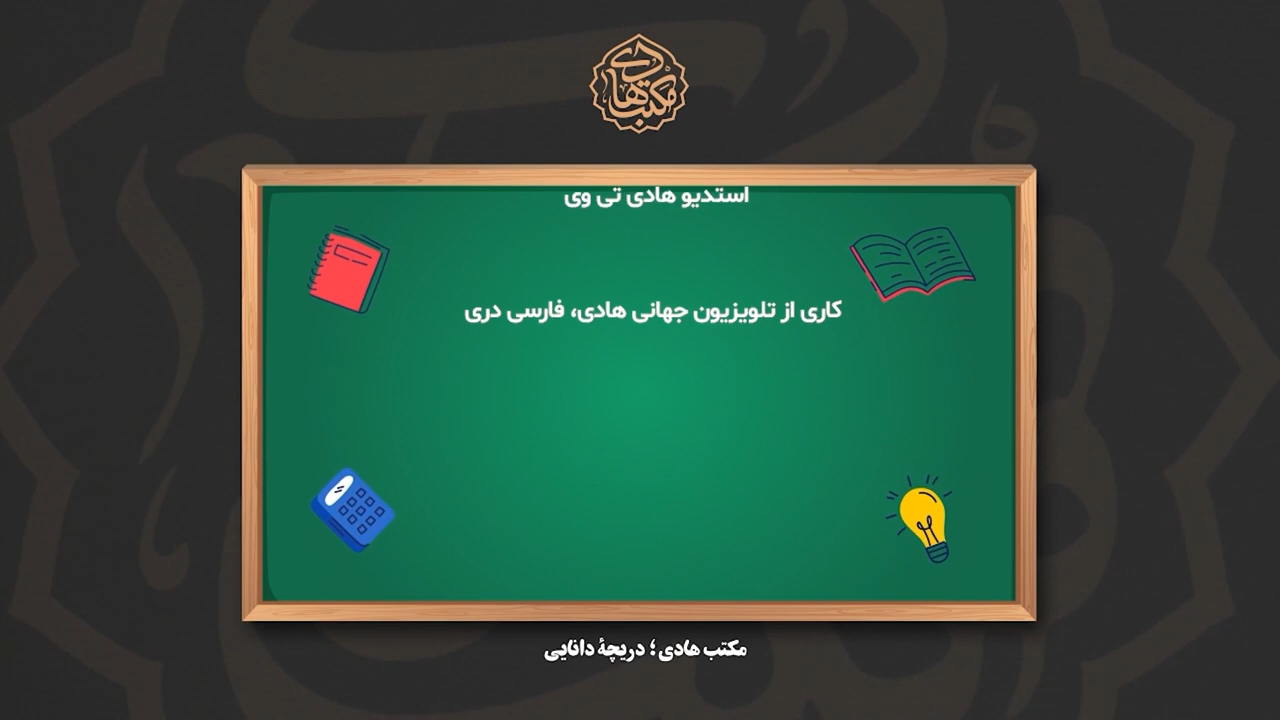 مکتب هادی
استدیو هادی تی وی
کاری از تلویزیون جهانی هادی، فارسی دری
مکتب هادی؛ دریچهٔ دانایی